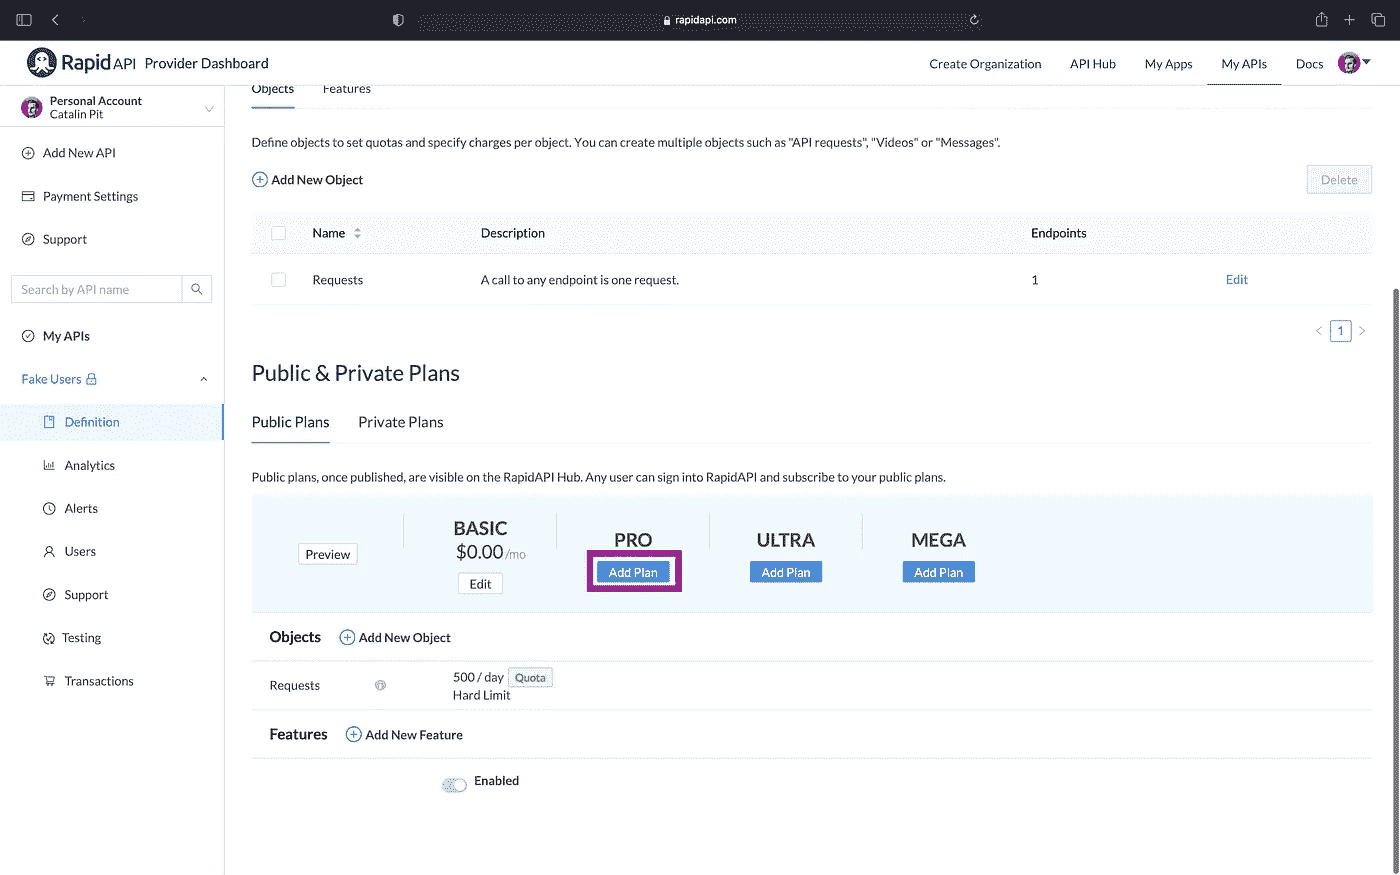 rapidapi.com
RapidAPI Provider Dashboard
Create Organization
API Hub
My Apps
My APIs
Docs
Personal Account
Catalin Pit
Add New API
Payment Settings
Support
Search by API name
My APIs
Fake Users
Definition
Analytics
Alerts
Users
Support
Testing
Transactions
Objects Features
Define objects to set quotas and specify charges per object. You can create multiple objects such as "API requests", "Videos" or "Messages".
Add New Object
Delete
Name Description Endpoints
Requests A call to any endpoint is one request. 1 Edit
1
Public & Private Plans
Public Plans Private Plans
Public plans, once published, are visible on the RapidAPI Hub. Any user can sign into RapidAPI and subscribe to your public plans.
Preview
BASIC
$0.00 /mo
Edit
PRO
Add Plan
ULTRA
Add Plan
MEGA
Add Plan
Objects Add New Object
Requests
500 / day Quota
Hard Limit
Features Add New Feature
Enabled